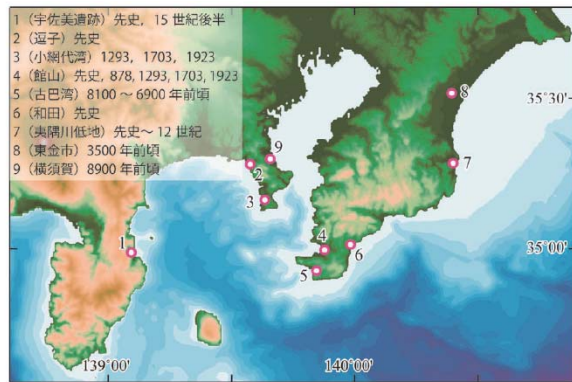 1（宇佐美遺跡）先史，15 世紀後半
2（逗子）先史
3（小網代湾）1293，1703，1923
4（館山）先史，878，1293，1703，1923
5（古巴湾）8100 ～ 6900 年前頃
6（和田）先史
7（夷隅川低地）先史～ 12 世紀
8（東金市）3500 年前頃
9（横須賀）8900 年前頃
8
35°30'
9
2
7
3
1
4
6
35°00'
5
139°00'
140°00'